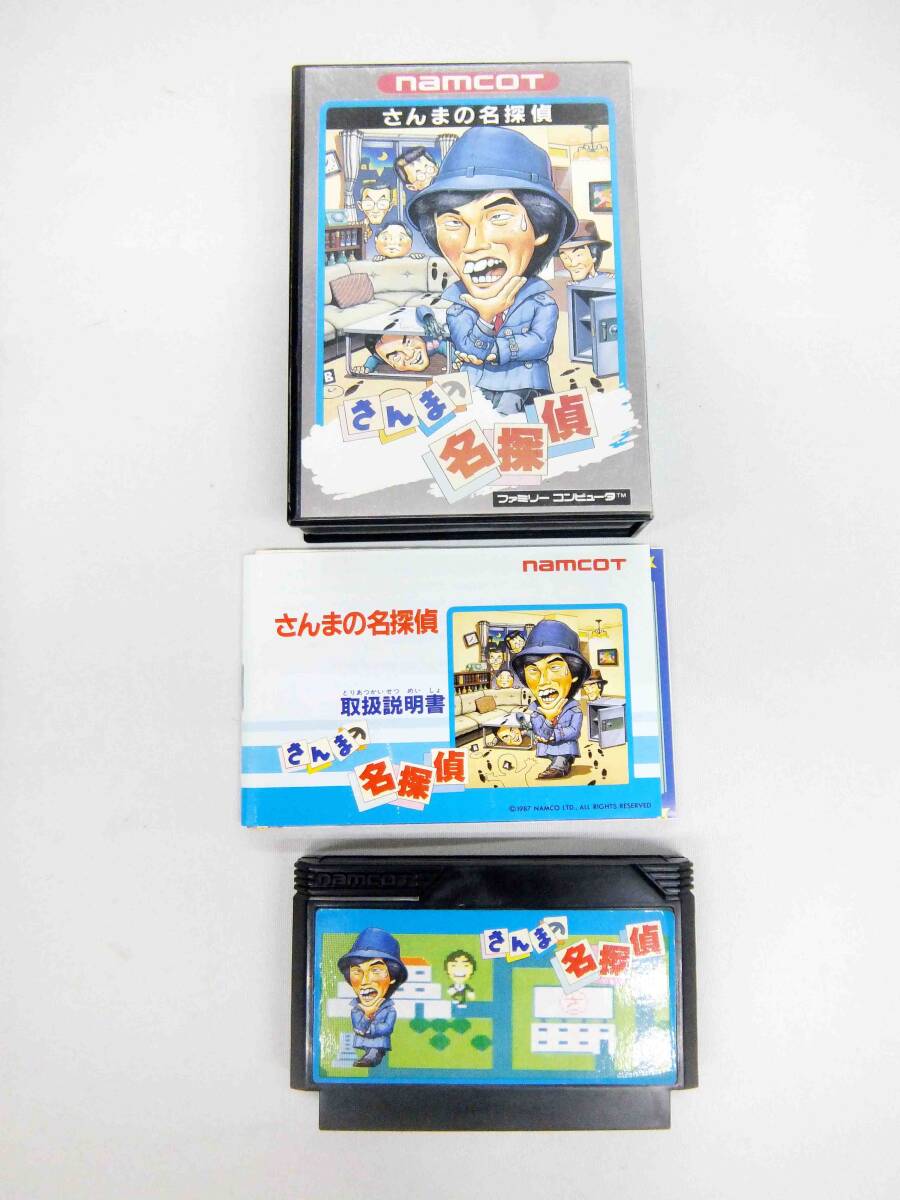 namcot
さんまの名探偵
さんまの
名探偵
ファミリー コンピュータ™
namcot
さんまの名探偵
とりあつかいせつ めい しょ
取扱説明書
さんまの
名探偵
©1987 NAMCO LTD., ALL RIGHTS RESERVED
namcot
さんまの
名探偵